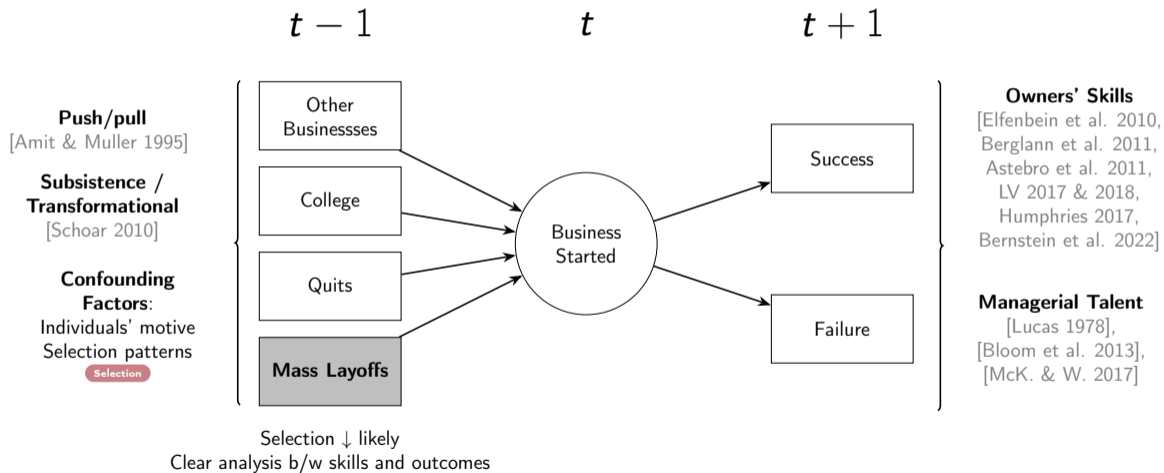 t − 1
t
t + 1
Push/pull
[Amit & Muller 1995]
Subsistence /
Transformational
[Schoar 2010]
Confounding
Factors:
Individuals' motive
Selection patterns
Selection
Other
Businessses
College
Quits
Mass Layoffs
Selection ↓ likely
Clear analysis b/w skills and outcomes
Business
Started
Success
Failure
Owners' Skills
[Elfenbein et al. 2010,
Berglann et al. 2011,
Astebro et al. 2011,
LV 2017 & 2018,
Humphries 2017,
Bernstein et al. 2022]
Managerial Talent
[Lucas 1978],
[Bloom et al. 2013],
[McK. & W. 2017]